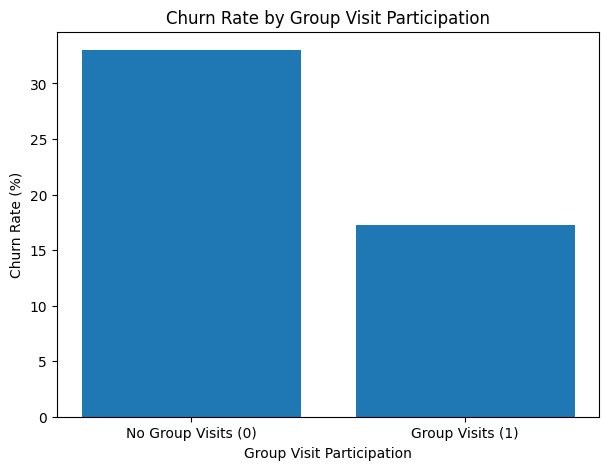 Churn Rate by Group Visit Participation
Churn Rate (%)
30
25
20
15
10
5
0
No Group Visits (0)
Group Visits (1)
Group Visit Participation